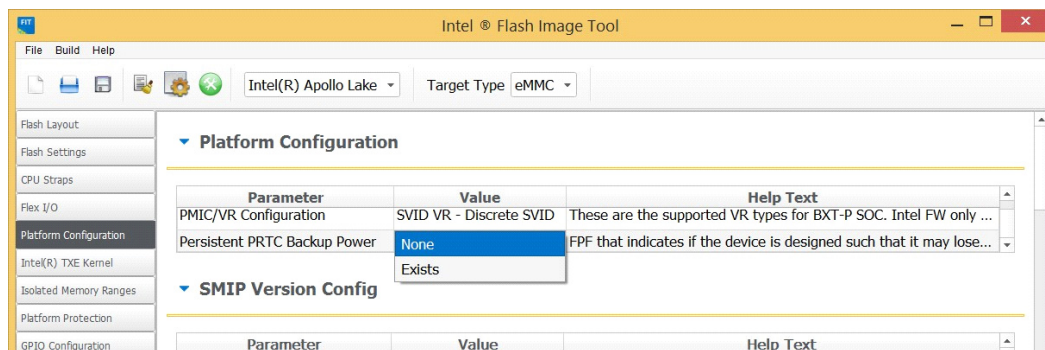 FIT
Intel ® Flash Image Tool
File Build Help
Intel(R) Apollo Lake Target Type eMMC
Flash Layout
Flash Settings
CPU Straps
Flex I/O
Platform Configuration
Intel(R) TXE Kernel
Isolated Memory Ranges
Platform Protection
GPIO Configuration
Platform Configuration
Parameter Value Help Text
PMIC/VR Configuration SVID VR - Discrete SVID These are the supported VR types for BXT-P SOC. Intel FW only ...
Persistent PRTC Backup Power None FPF that indicates if the device is designed such that it may lose...
Exists
SMIP Version Config
Parameter Value Help Text